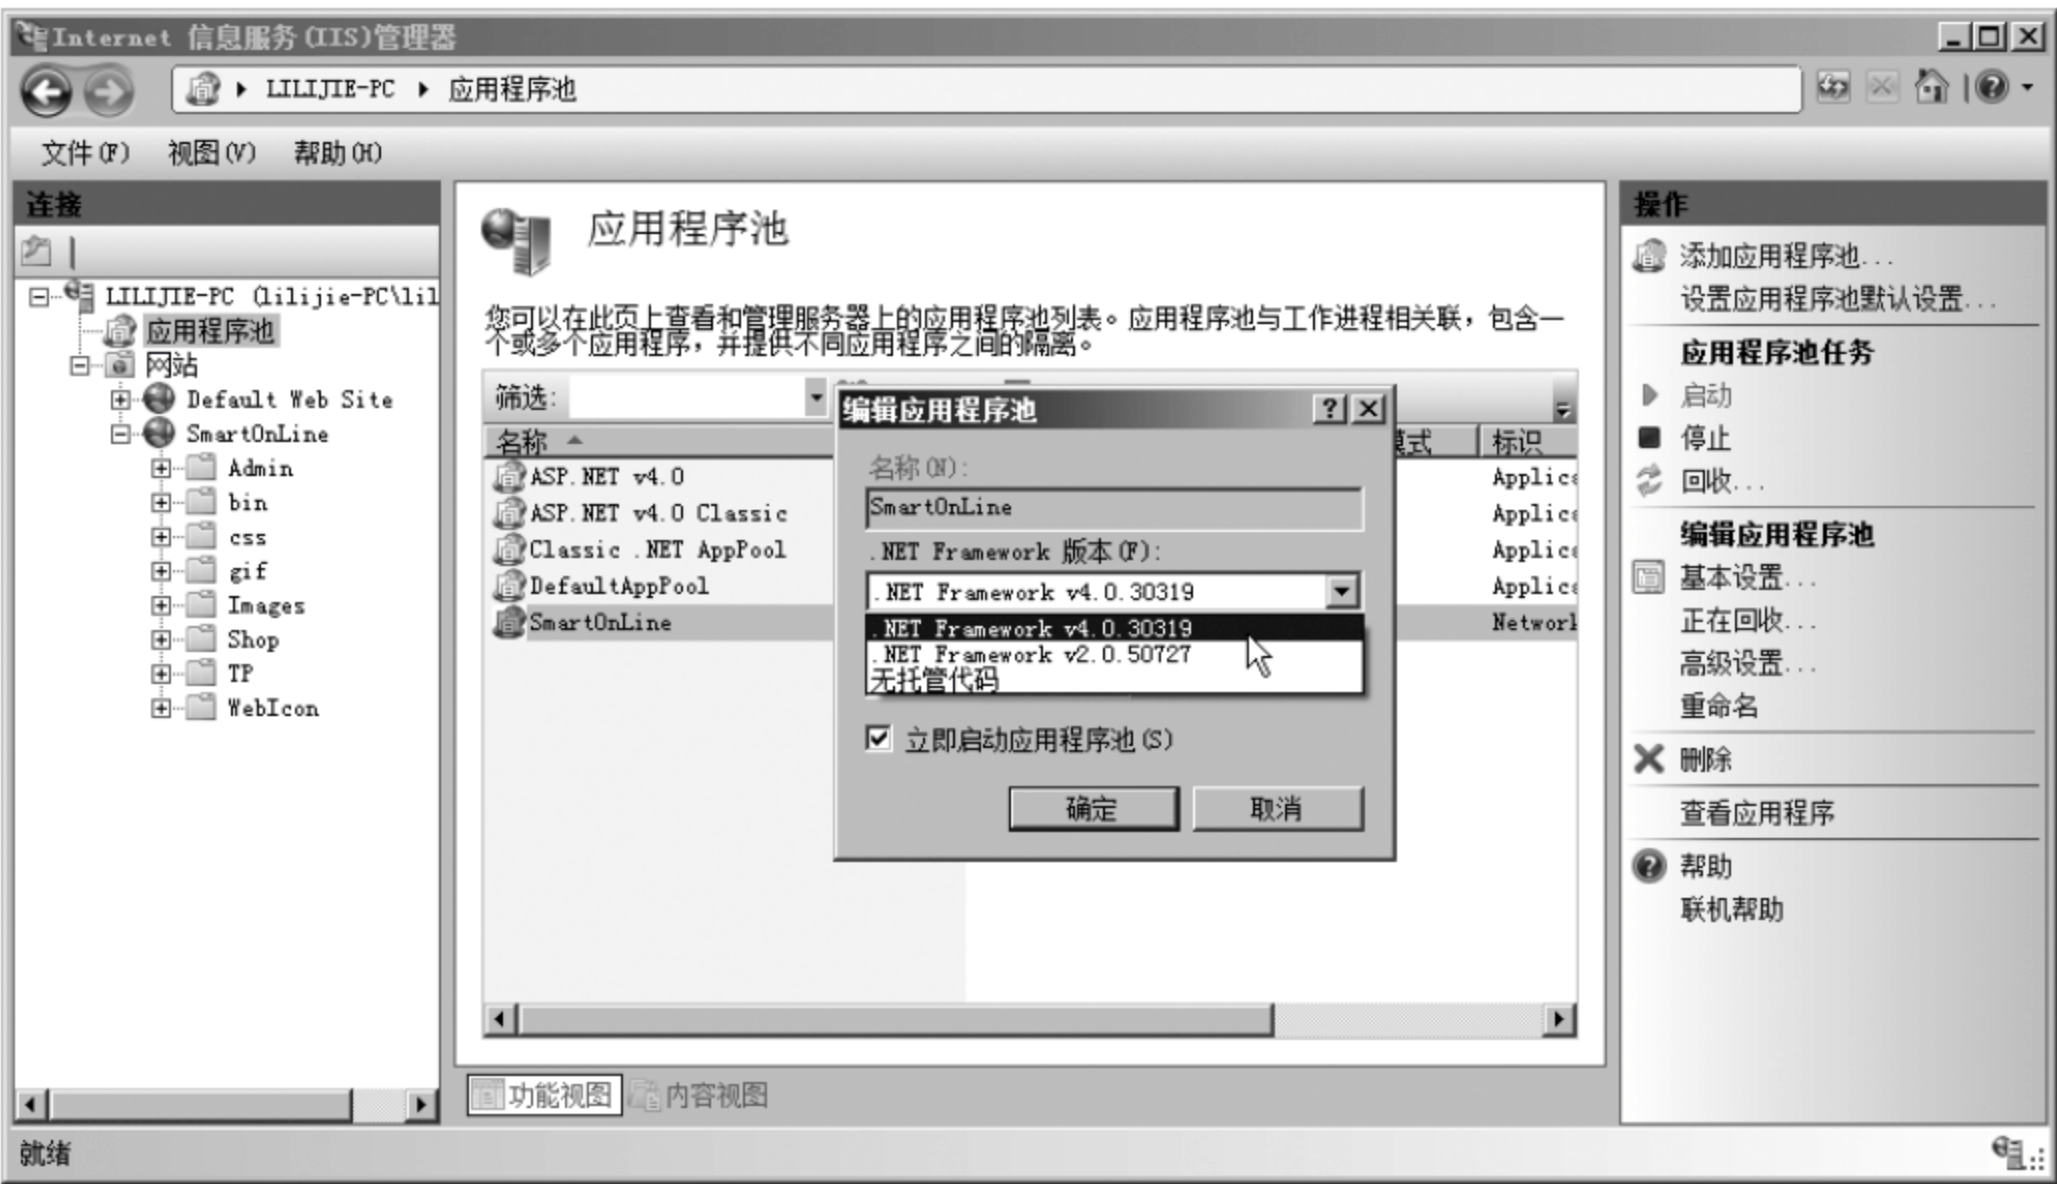 Internet 信息服务(IIS)管理器
LILIJIE-PC
应用程序池
文件(F) 视图(V) 帮助(H)
连接
LILIJIE-PC (lilijie-PC\lil
应用程序池
网站
Default Web Site
SmartOnLine
Admin
bin
css
gif
Images
Shop
TP
WebIcon
应用程序池
您可以在此页上查看和管理服务器上的应用程序池列表。应用程序池与工作进程相关联，包含一
个或多个应用程序，并提供不同应用程序之间的隔离。
筛选:
名称 模式 标识
ASP.NET v4.0 Applic
ASP.NET v4.0 Classic Applic
Classic .NET AppPool Applic
DefaultAppPool Applic
SmartOnLine Network
编辑应用程序池
名称(N):
SmartOnLine
.NET Framework 版本(F):
.NET Framework v4.0.30319
.NET Framework v4.0.30319
.NET Framework v2.0.50727
无托管代码
立即启动应用程序池(S)
确定 取消
功能视图 内容视图
操作
添加应用程序池...
设置应用程序池默认设置...
应用程序池任务
启动
停止
回收...
编辑应用程序池
基本设置...
正在回收...
高级设置...
重命名
删除
查看应用程序
帮助
联机帮助
就绪